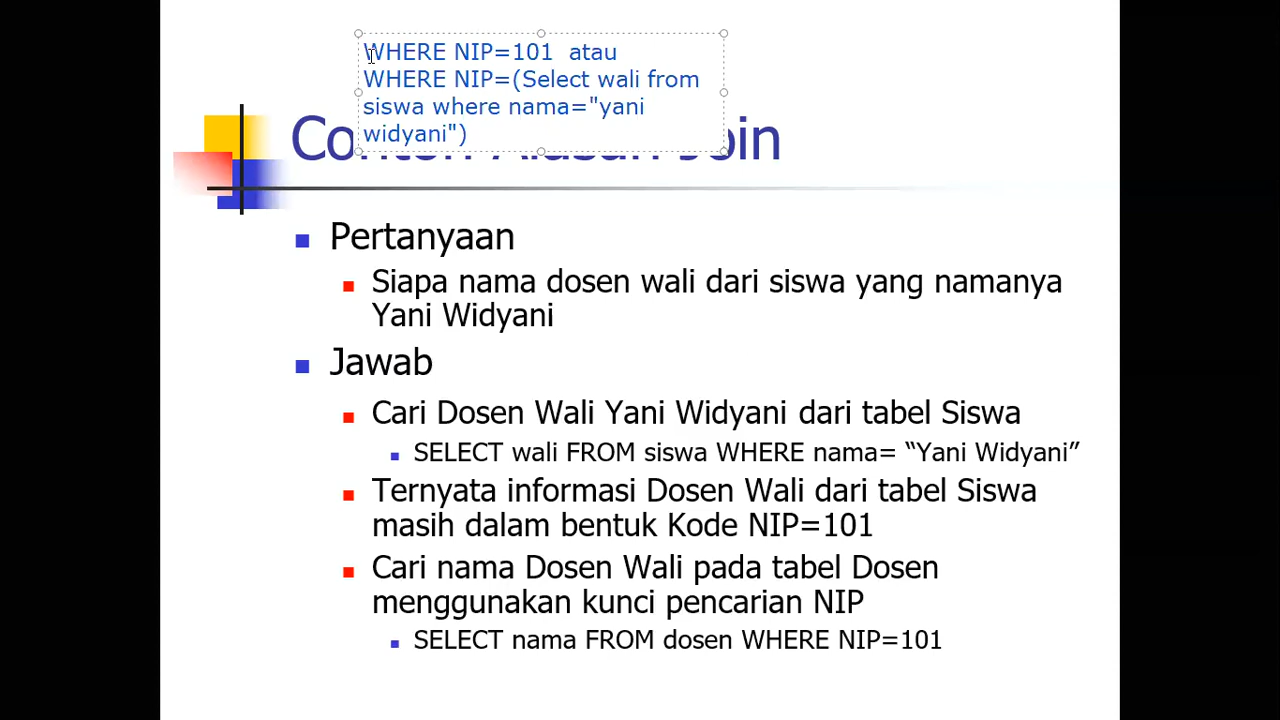 WHERE NIP=101 atau
WHERE NIP=(Select wali from
siswa where nama="yani
widyani")
Contoh Alasan Join
Pertanyaan
Siapa nama dosen wali dari siswa yang namanya
Yani Widyani
Jawab
Cari Dosen Wali Yani Widyani dari tabel Siswa
SELECT wali FROM siswa WHERE nama= “Yani Widyani”
Ternyata informasi Dosen Wali dari tabel Siswa
masih dalam bentuk Kode NIP=101
Cari nama Dosen Wali pada tabel Dosen
menggunakan kunci pencarian NIP
SELECT nama FROM dosen WHERE NIP=101